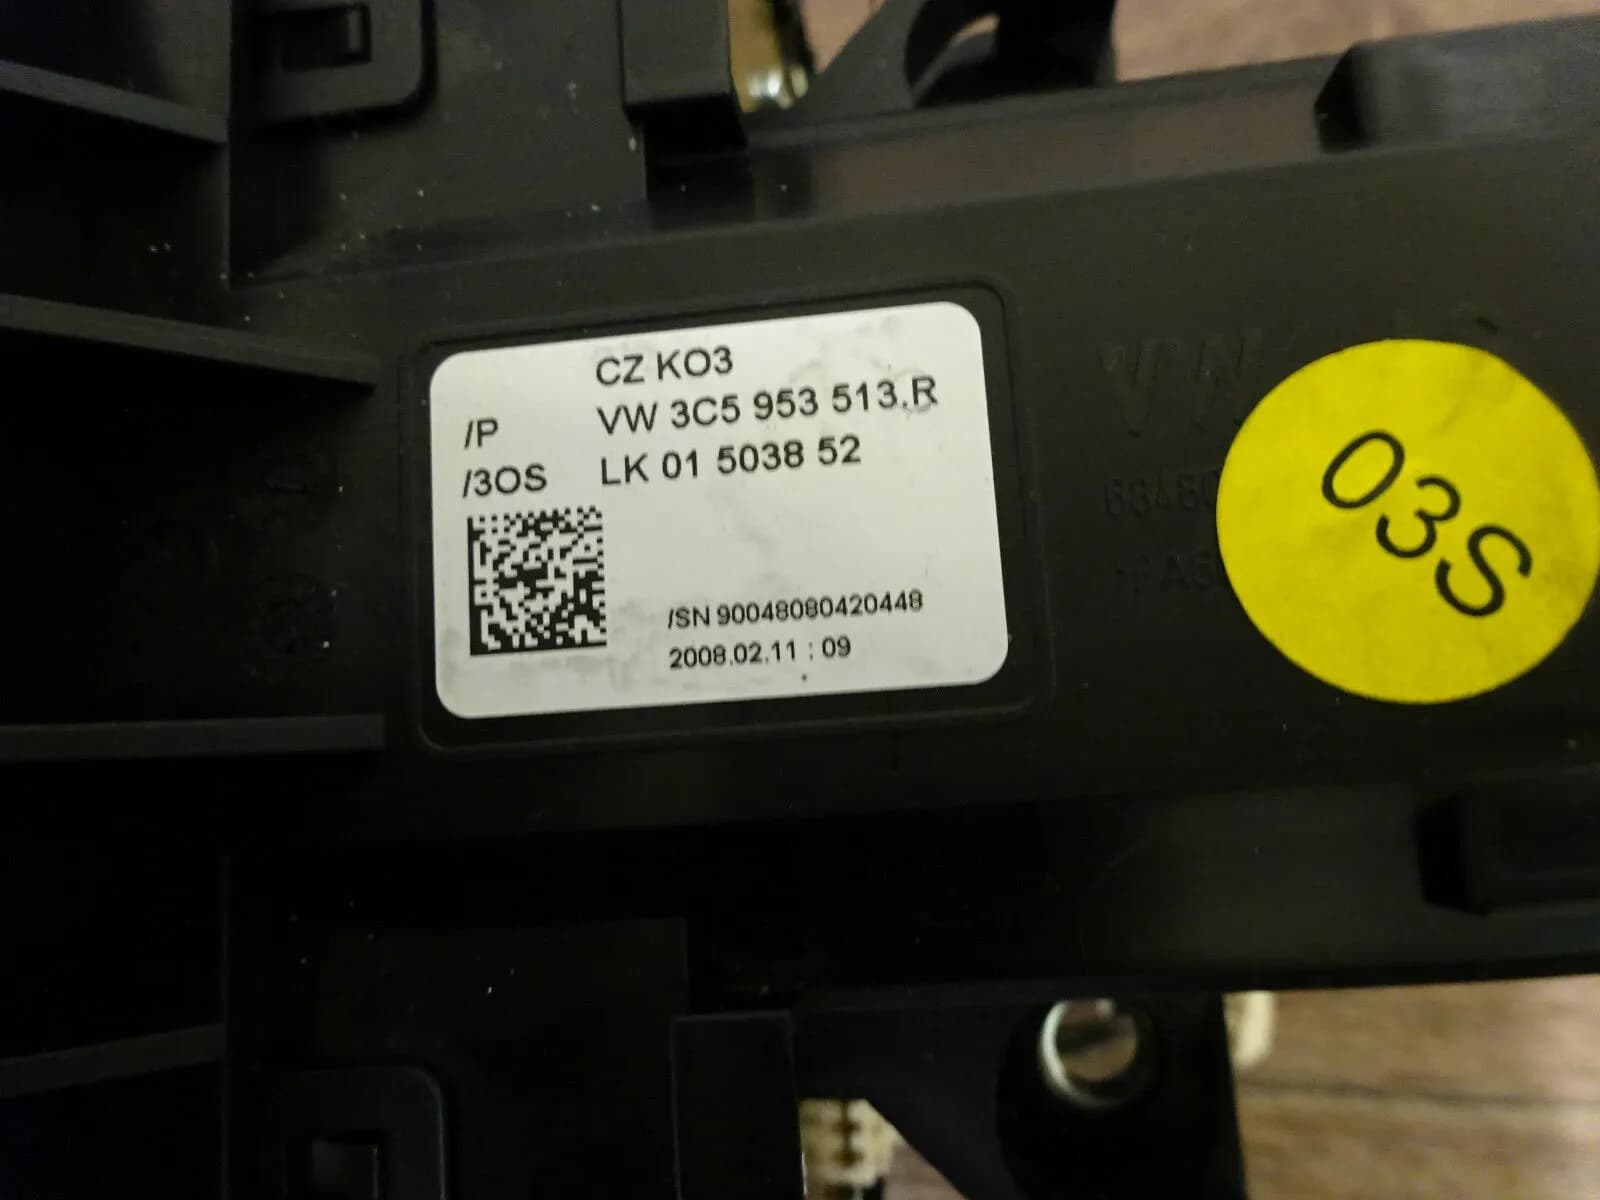 CZ KO3
/P VW 3C5 953 513.R
/3OS LK 01 5038 52
/SN 90048080420448
2008.02.11 : 09
03S